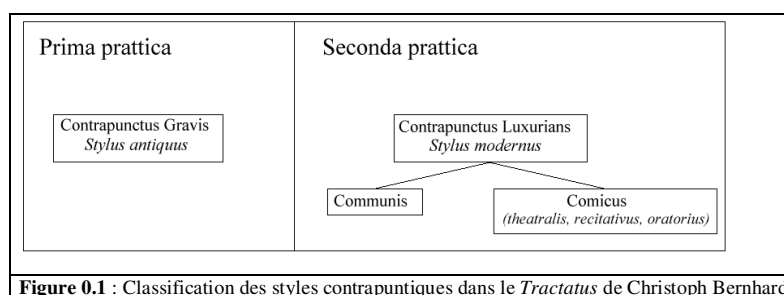 Prima prattica
Seconda prattica
Contrapunctus Gravis
Stylus antiquus
Contrapunctus Luxurians
Stylus modernus
Communis
Comicus
(theatralis, recitativus, oratorius)
Figure 0.1 : Classification des styles contrapuntiques dans le Tractatus de Christoph Bernhard